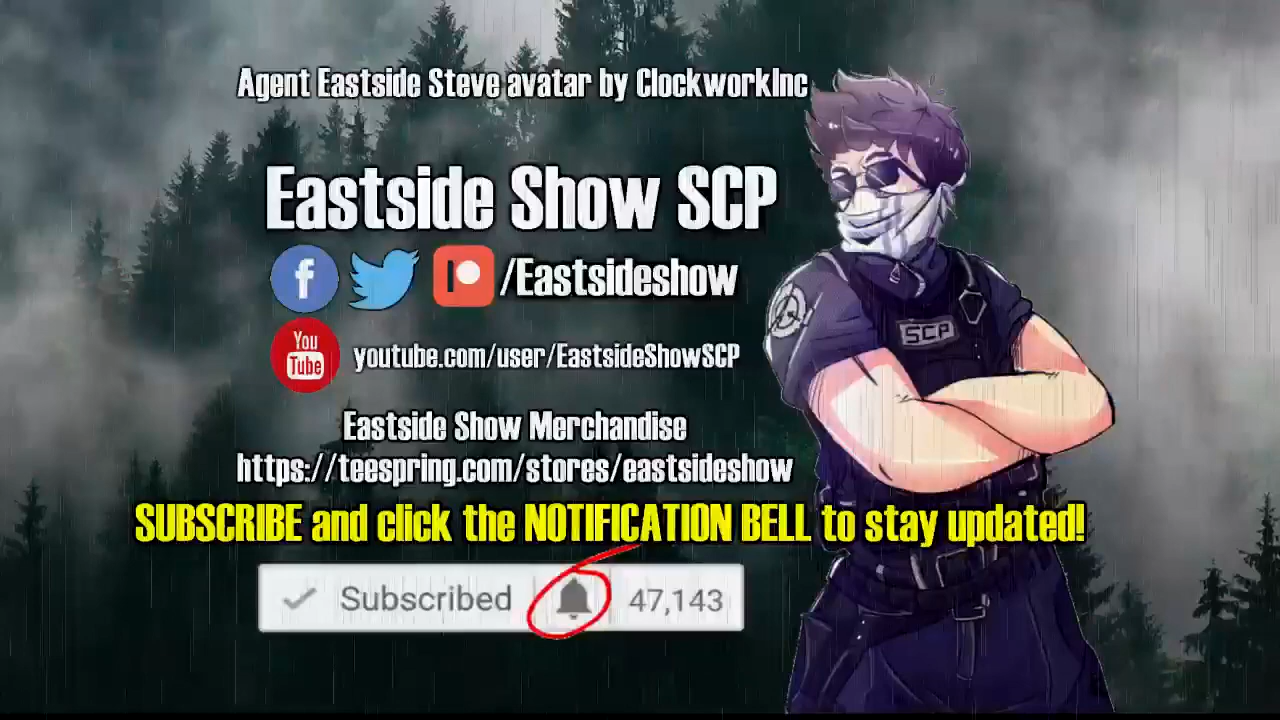 Agent Eastside Steve avatar by ClockworkInc
Eastside Show SCP
f /Eastsideshow
You
Tube youtube.com/user/EastsideShowSCP
SCP
Eastside Show Merchandise
https://teespring.com/stores/eastsideshow
SUBSCRIBE and click the NOTIFICATION BELL to stay updated!
Subscribed 47,143